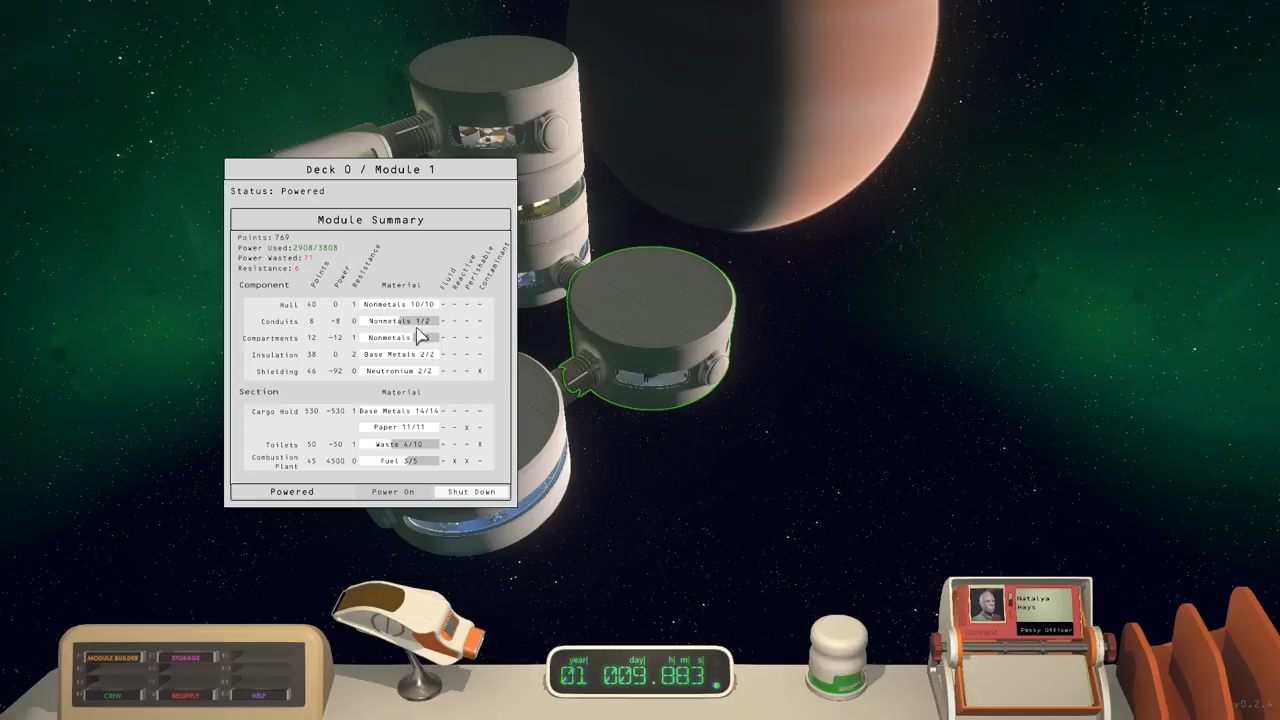 Deck 0 / Module 1
Status: Powered
Module Summary
Points: 769
Power Used: 2908/3808
Power Wasted: 71
Resistance: 6
Component Points Power Resistance Material Fluid Reactive Perishable Contaminant
Hull 40 0 1 Nonmetals 10/10 - - - -
Conduits 8 -8 0 Nonmetals 1/2 - - - -
Compartments 12 -12 1 Nonmetals - - - -
Insulation 38 0 2 Base Metals 2/2 - - - -
Shielding 46 -92 0 Neutronium 2/2 - - - X
Section Material
Cargo Hold 530 -530 1 Base Metals 14/14 - - - -
Paper 11/11 - - X -
Toilets 50 -50 1 Waste 4/10 - - - X
Combustion Plant 45 4500 0 Fuel 3/5 - X X -
Powered Power On Shut Down
MODULE BUILDER STORAGE
CREW RESUPPLY HELP
year day h m s
01 009.883
Natalya
Hays
Command Petty Officer
v0.2.4